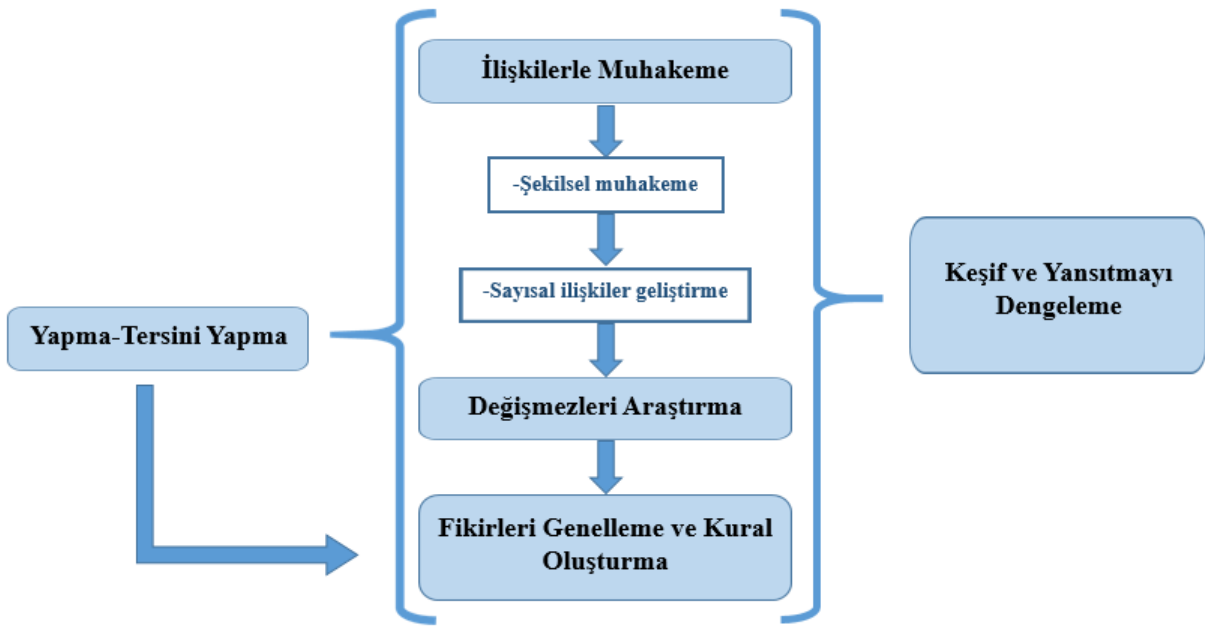 İlişkilerle Muhakeme
-Şekilsel muhakeme
-Sayısal ilişkiler geliştirme
Yapma-Tersini Yapma
Değişmezleri Araştırma
Fikirleri Genelleme ve Kural
Oluşturma
Keşif ve Yansıtmayı
Dengeleme